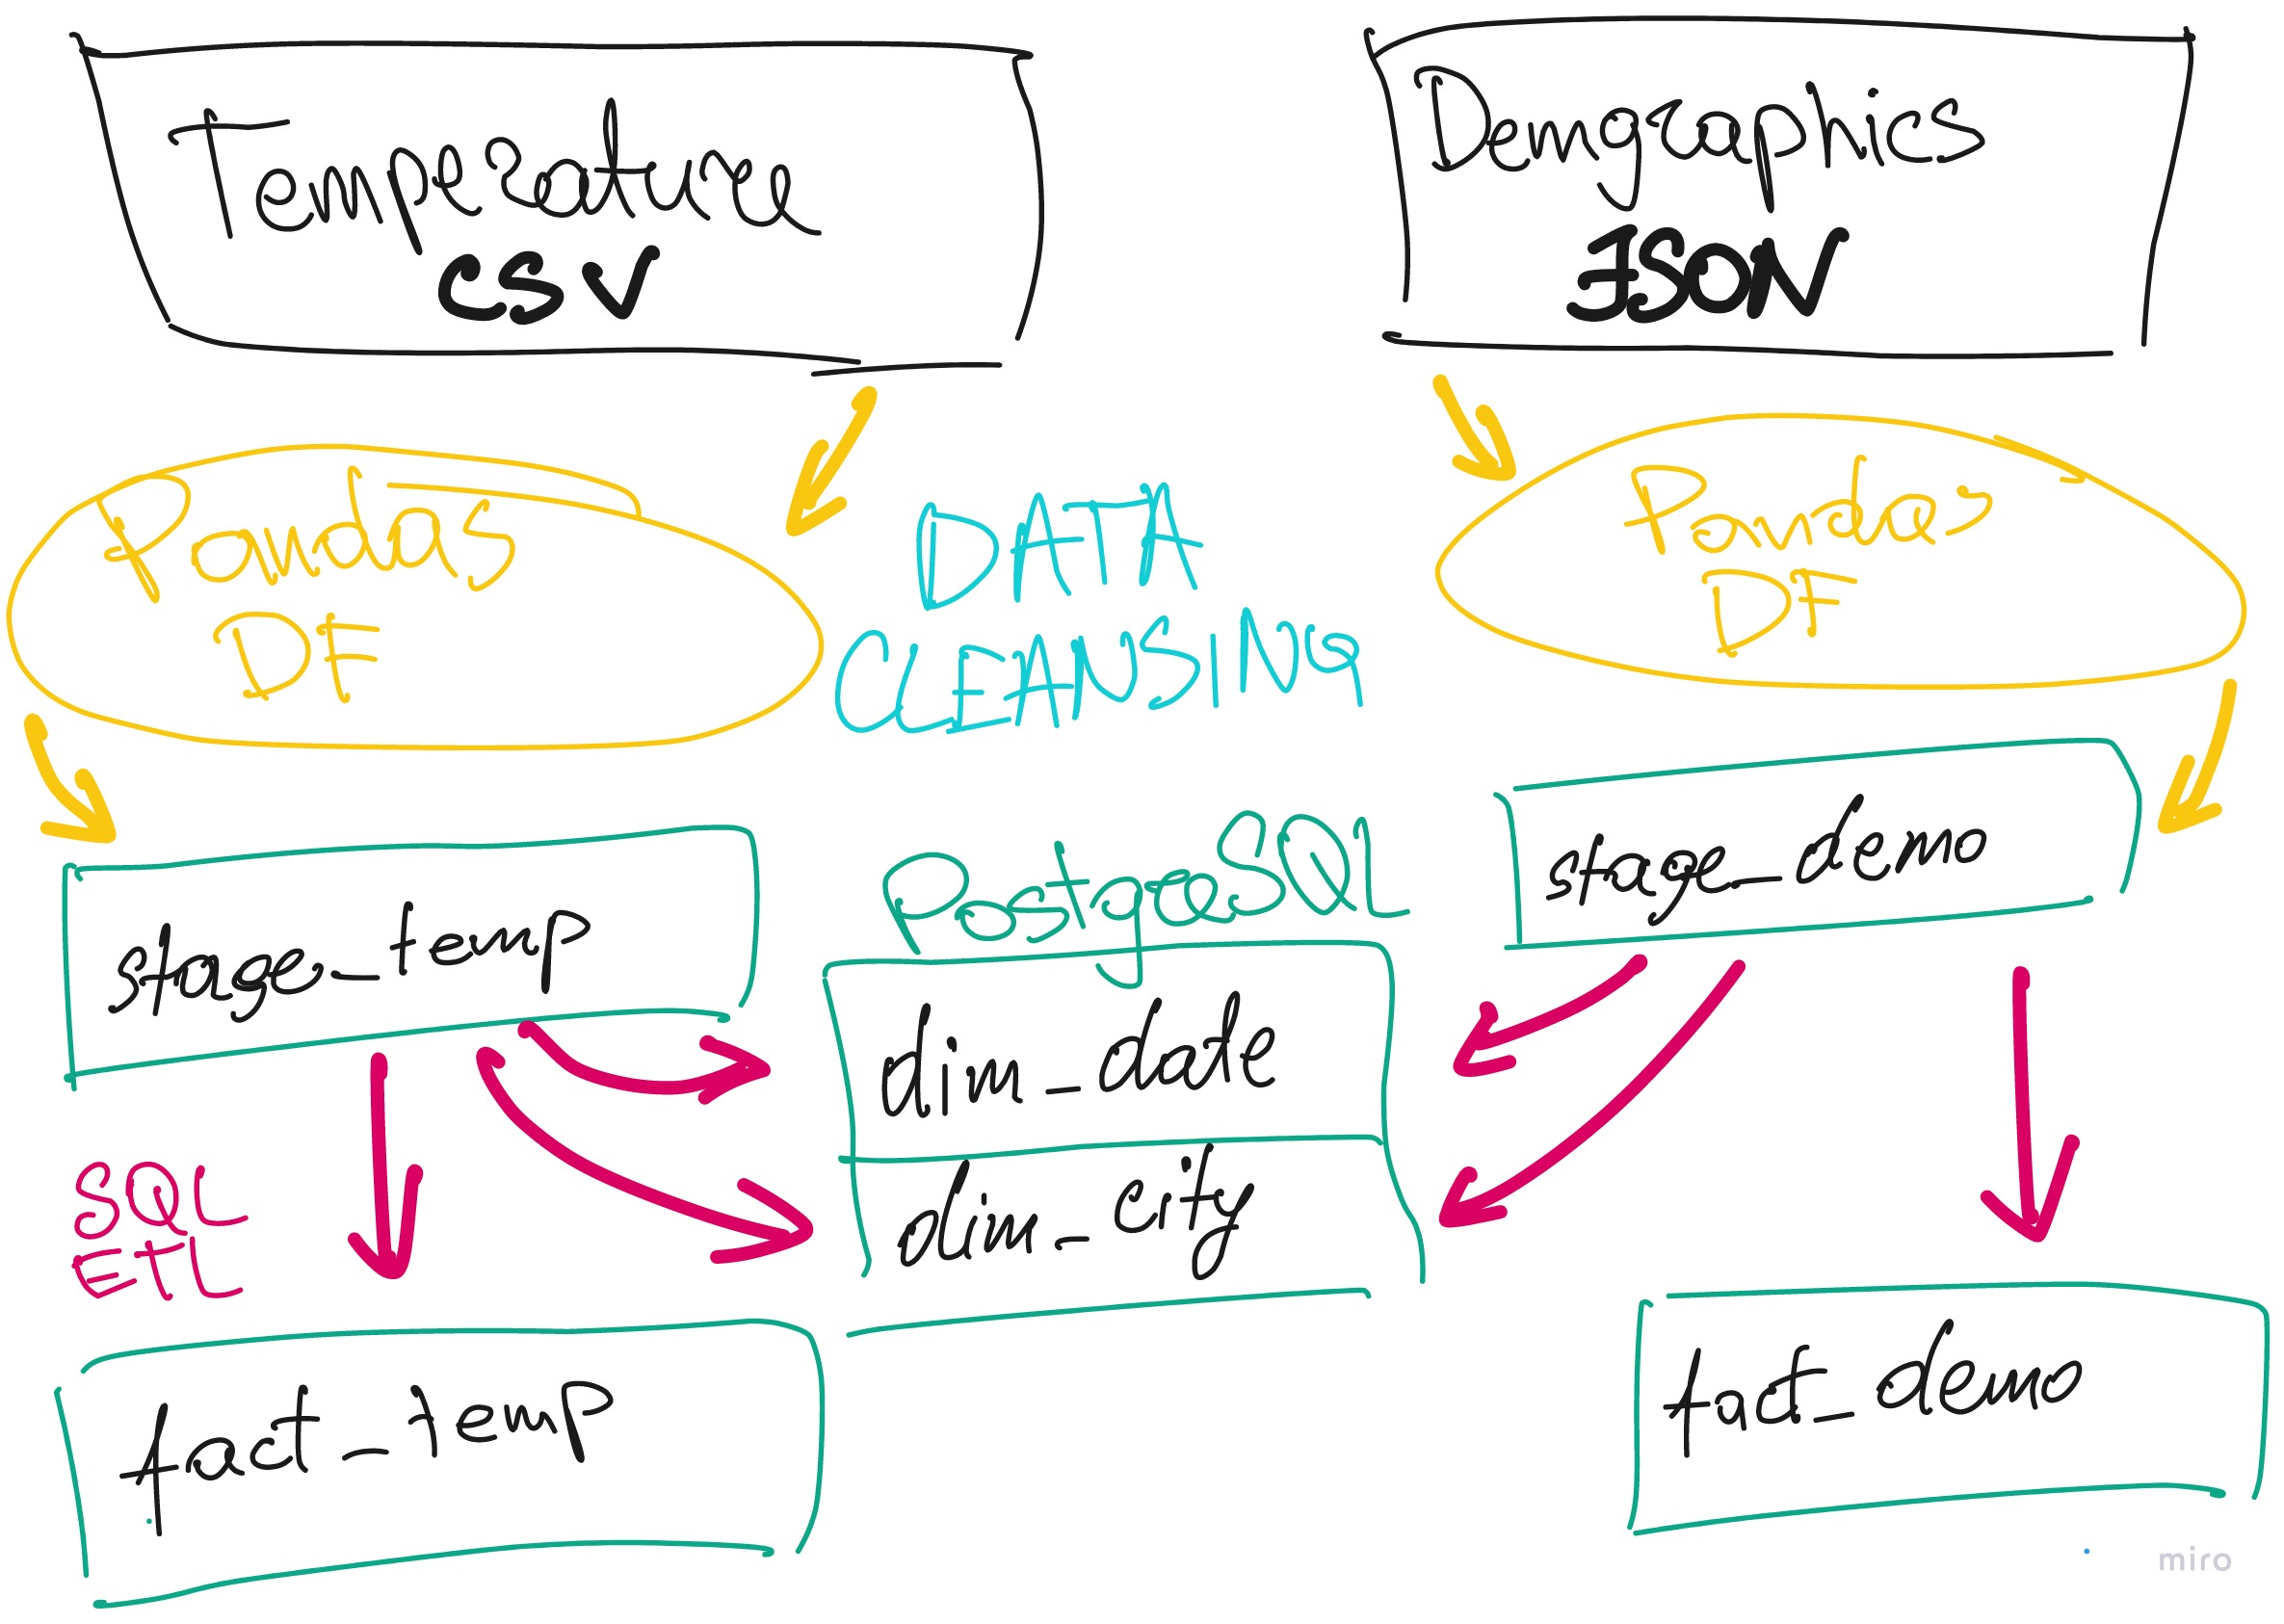 Temperature
CSV
Demographics
JSON
Pandas
DF
DATA
CLEANSING
Pandas
DF
stage_temp
PostgreSQL
stage_demo
dim_date
dim_city
SQL
ETL
fact_temp
fact_demo
miro